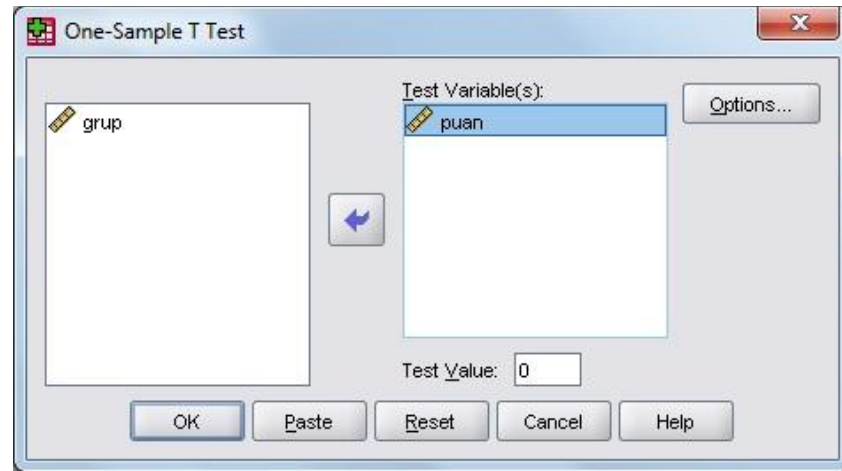 One-Sample T Test
grup
Test Variable(s):
puan
Options...
Test Value: 0
OK Paste Reset Cancel Help